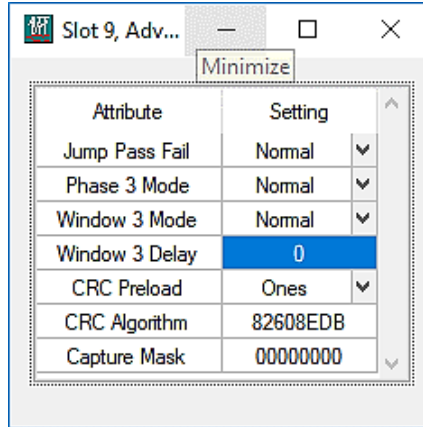 Slot 9, Adv...
Minimize
Attribute Setting
Jump Pass Fail Normal
Phase 3 Mode Normal
Window 3 Mode Normal
Window 3 Delay 0
CRC Preload Ones
CRC Algorithm 82608EDB
Capture Mask 00000000